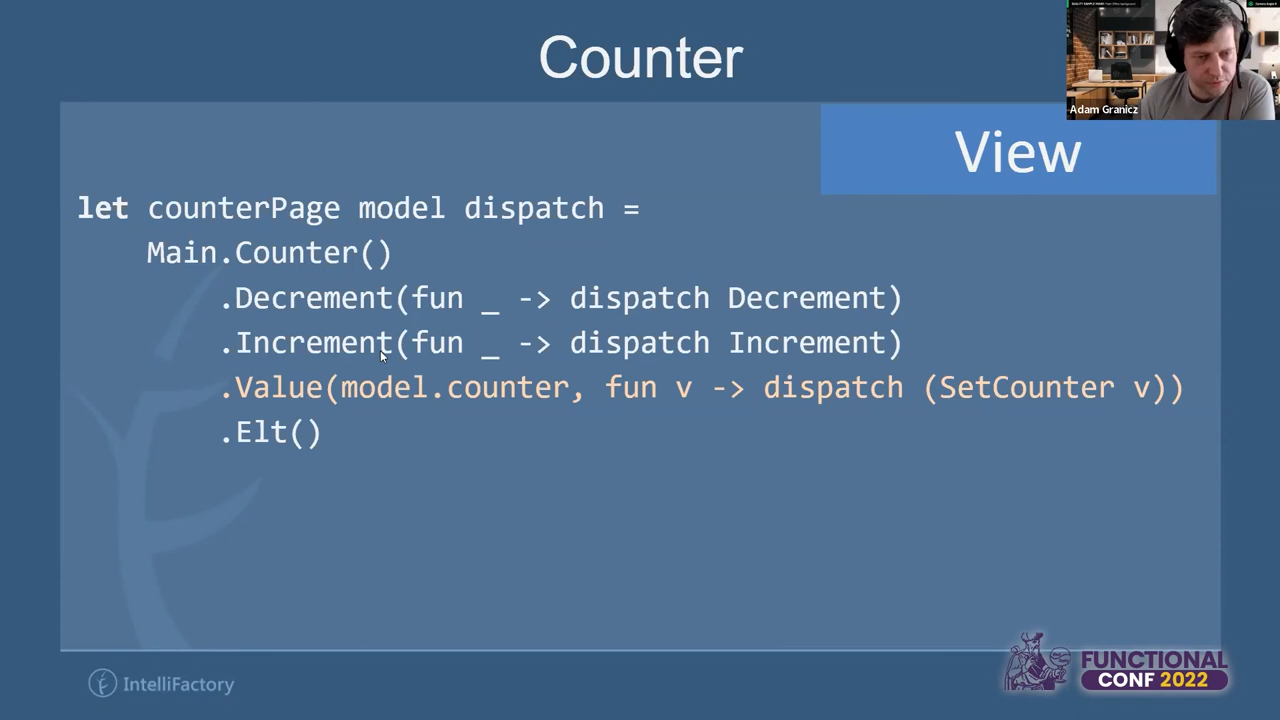 Counter
Adam Granicz
View
let counterPage model dispatch =
Main.Counter()
.Decrement(fun _ -> dispatch Decrement)
.Increment(fun _ -> dispatch Increment)
.Value(model.counter, fun v -> dispatch (SetCounter v))
.Elt()
IntelliFactory
FUNCTIONAL
CONF 2022